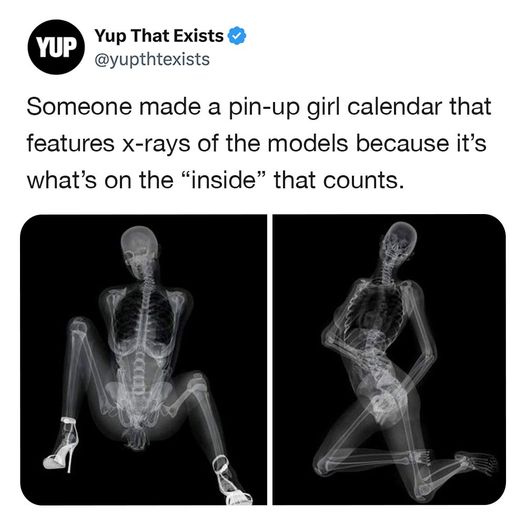 YUP
Yup That Exists
@yupthtexists
Someone made a pin-up girl calendar that
features x-rays of the models because it’s
what’s on the “inside” that counts.